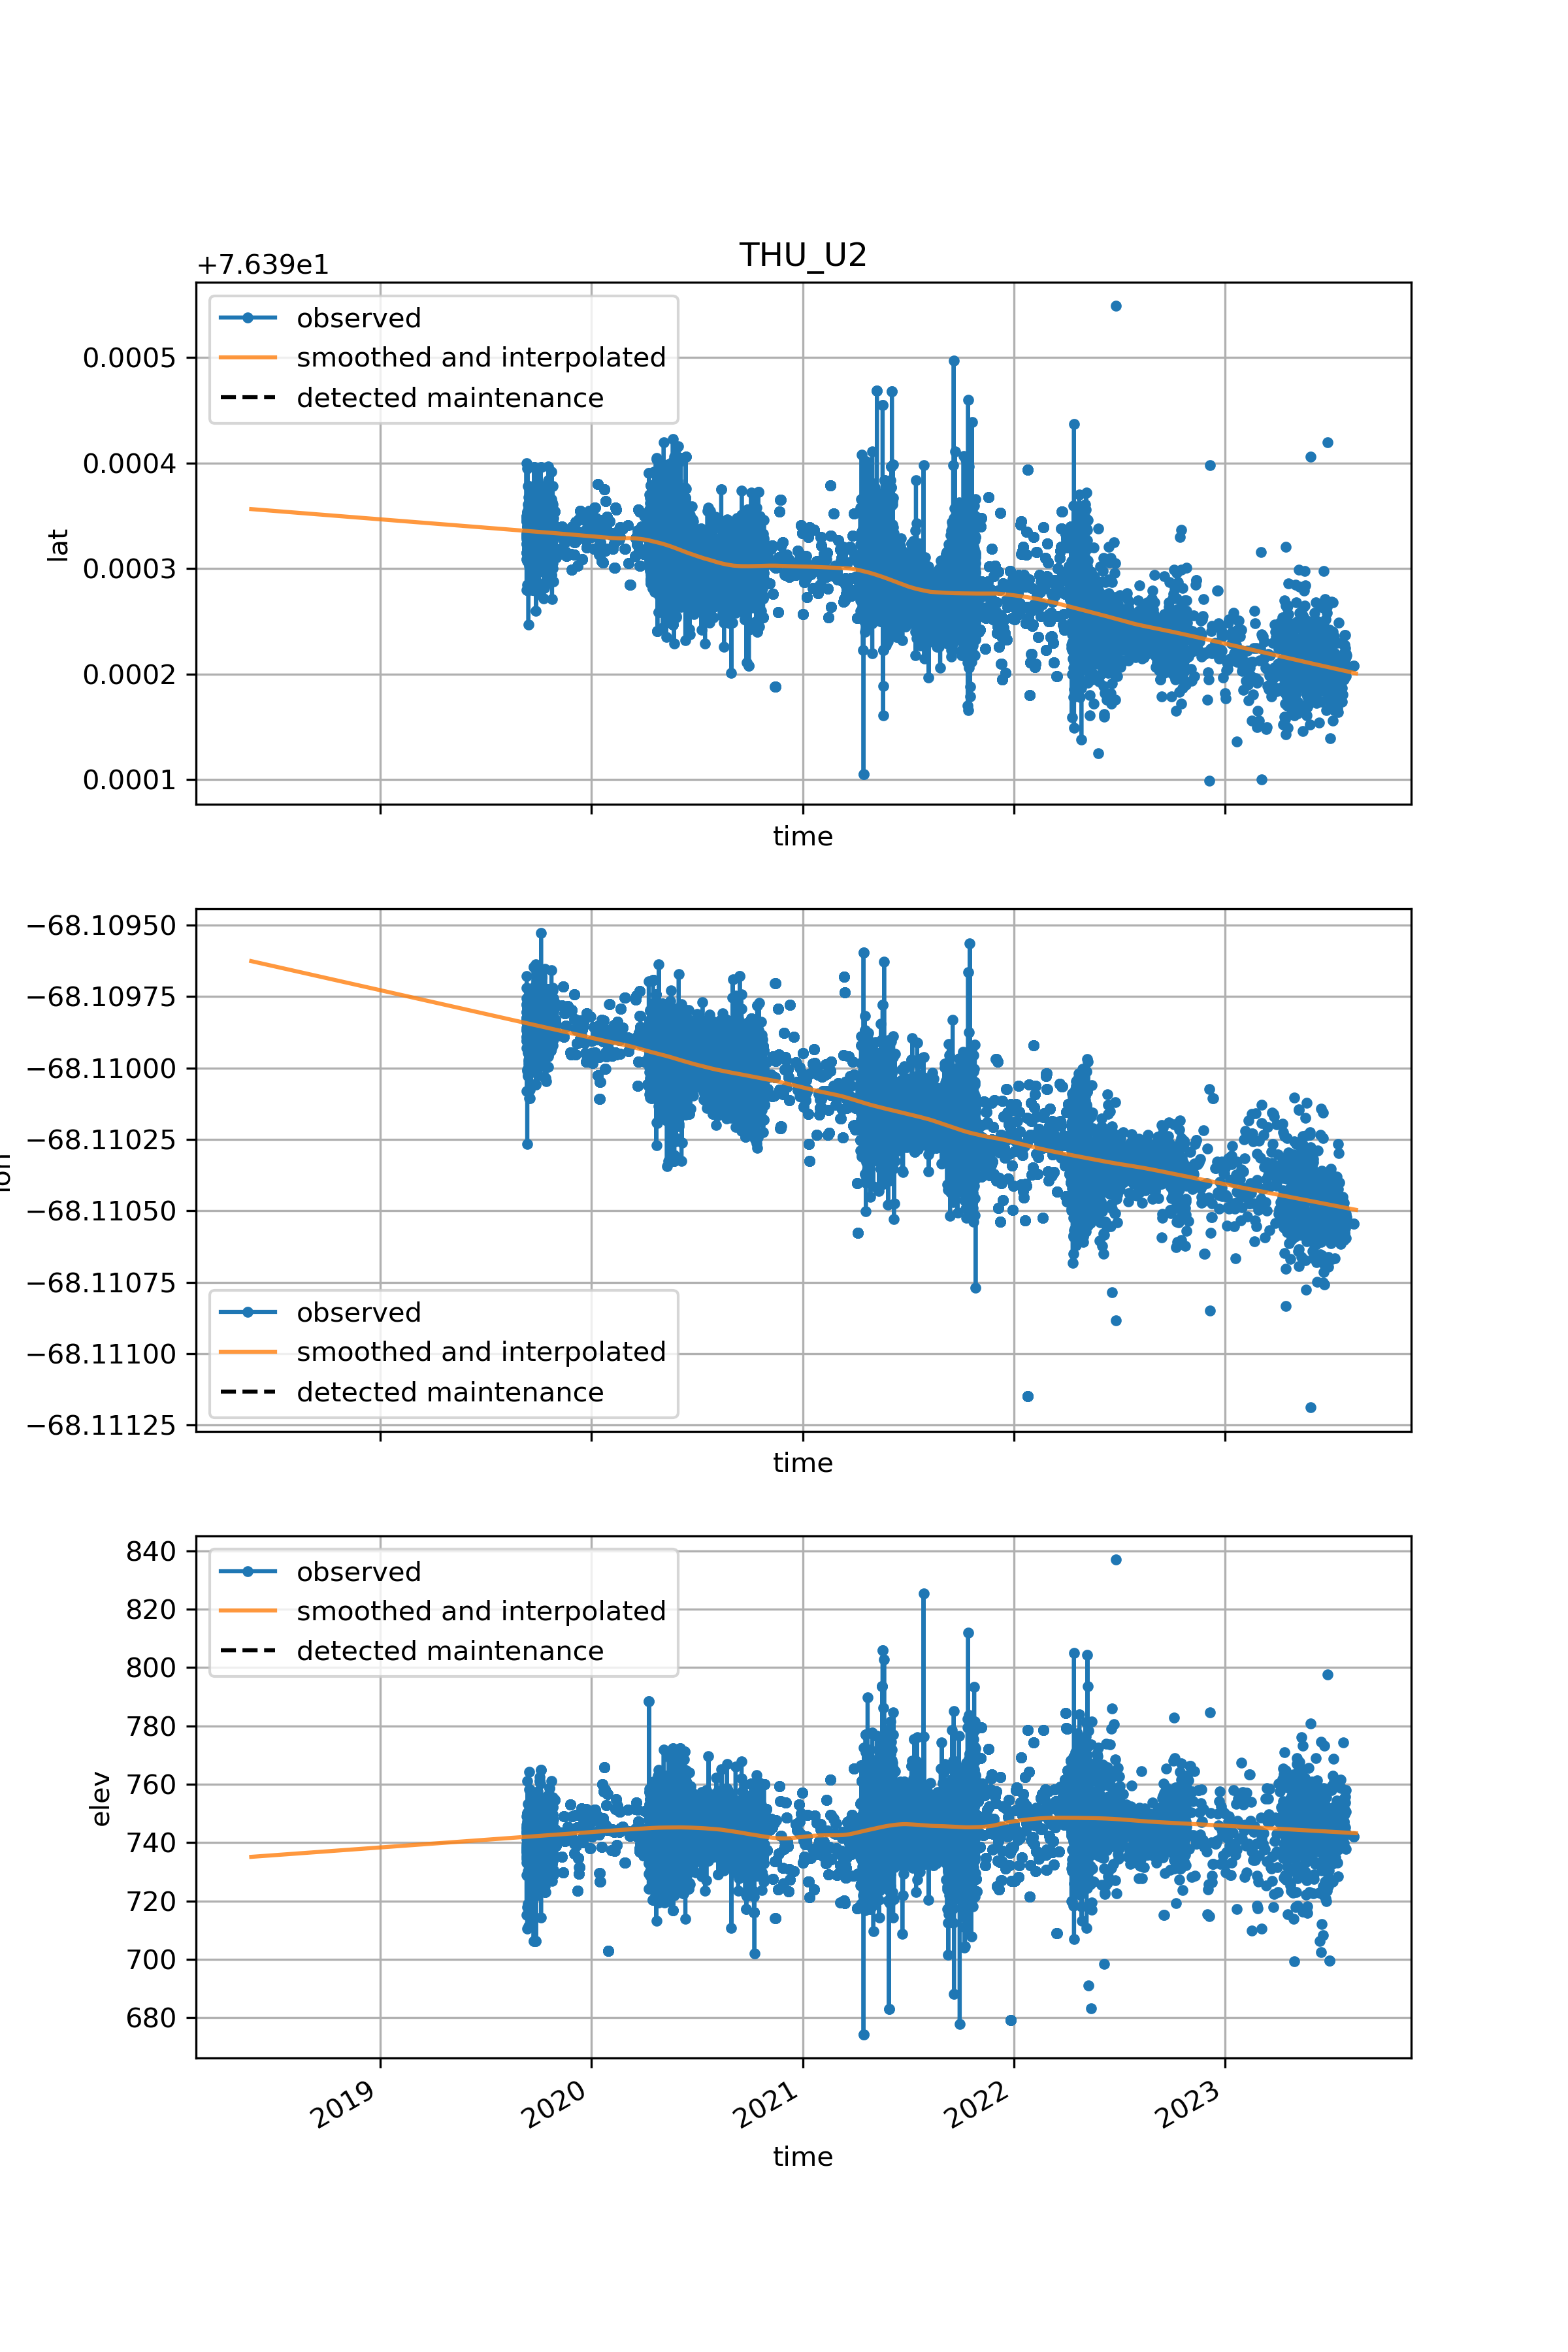 THU_U2
+7.639e1
observed
smoothed and interpolated
detected maintenance
0.0005
0.0004
0.0003
0.0002
0.0001
lat
time
−68.10950
−68.10975
−68.11000
−68.11025
−68.11050
−68.11075
−68.11100
−68.11125
observed
smoothed and interpolated
detected maintenance
time
840
820
800
780
760
740
720
700
680
elev
observed
smoothed and interpolated
detected maintenance
2019
2020
2021
2022
2023
time